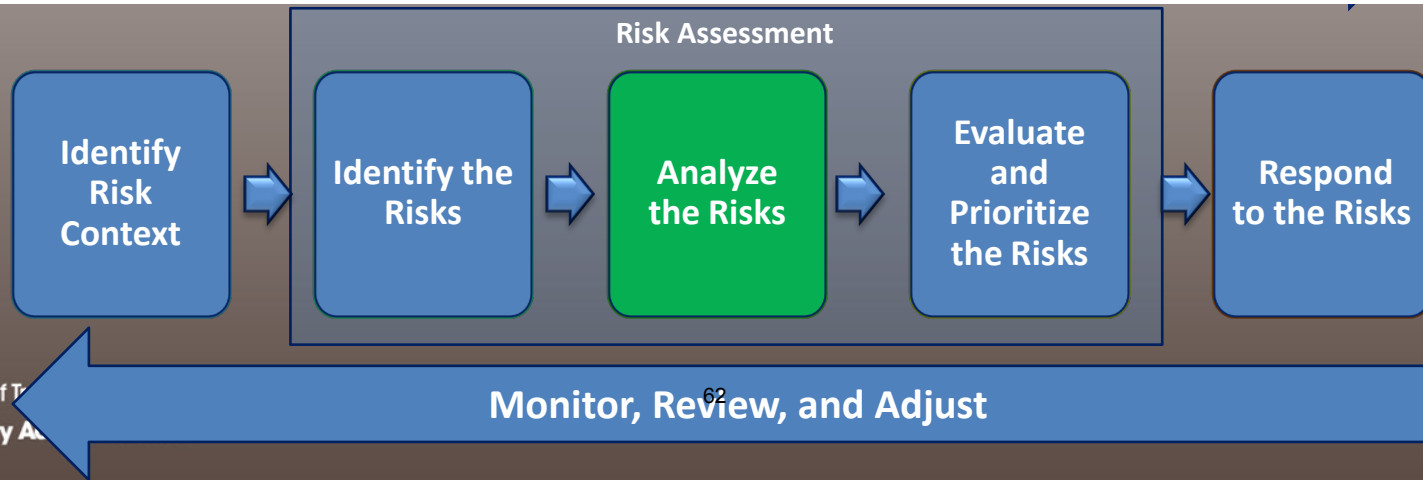 Risk Assessment
Identify
Risk
Context
Identify the
Risks
Analyze
the Risks
Evaluate
and
Prioritize
the Risks
Respond
to the Risks
Monitor, Review, and Adjust
62